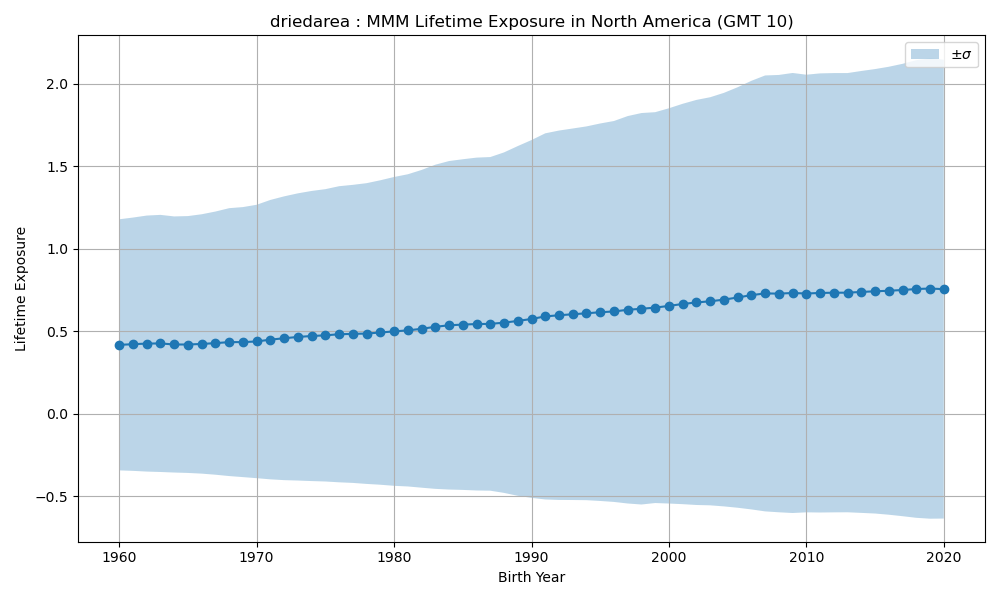 driedarea : MMM Lifetime Exposure in North America (GMT 10)
±σ
2.0
1.5
1.0
0.5
0.0
−0.5
Lifetime Exposure
1960 1970 1980 1990 2000 2010 2020
Birth Year